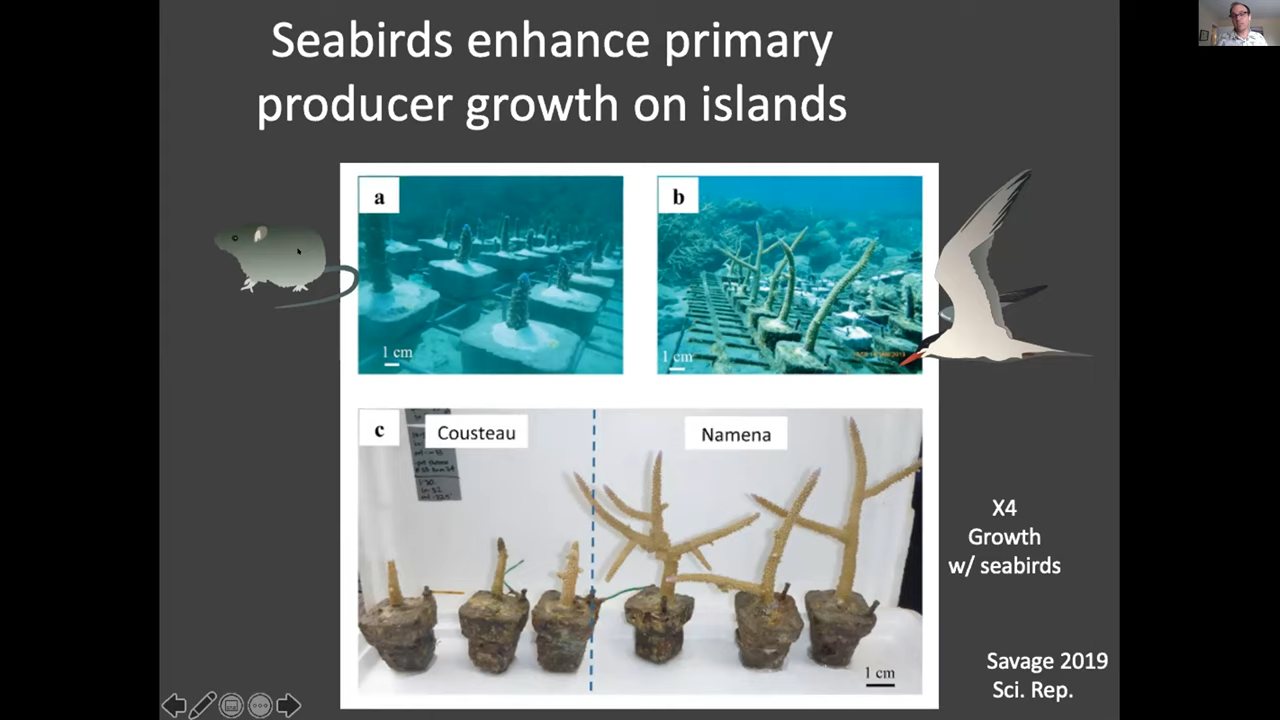 Seabirds enhance primary
producer growth on islands
a
b
1 cm
1 cm
c
Cousteau
Namena
X4
Growth
w/ seabirds
1 cm
Savage 2019
Sci. Rep.